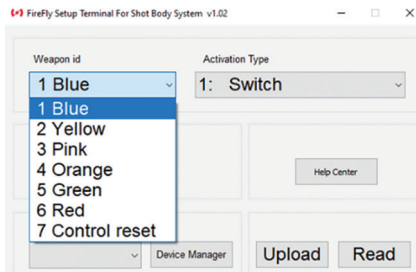 FireFly Setup Terminal For Shot Body System v1.02
Weapon id
Activation Type
1 Blue
1: Switch
1 Blue
2 Yellow
3 Pink
4 Orange
5 Green
6 Red
7 Control reset
Help Center
Device Manager
Upload
Read